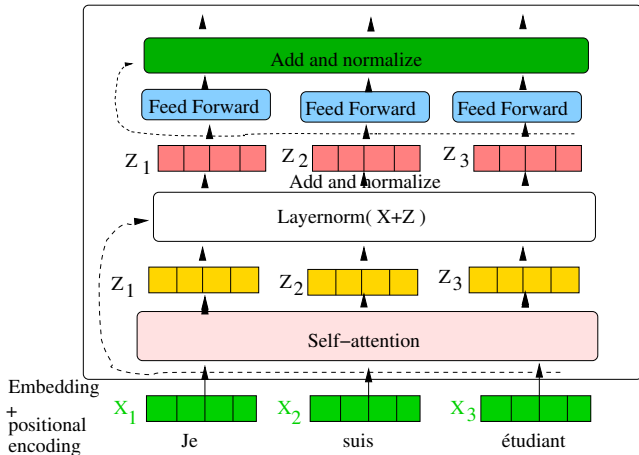 Add and normalize
Feed Forward Feed Forward Feed Forward
Z1 Z2 Z3
Add and normalize
Layernorm( X+Z )
Z1 Z2 Z3
Self−attention
Embedding
+
positional
encoding
X1 X2 X3
Je suis étudiant